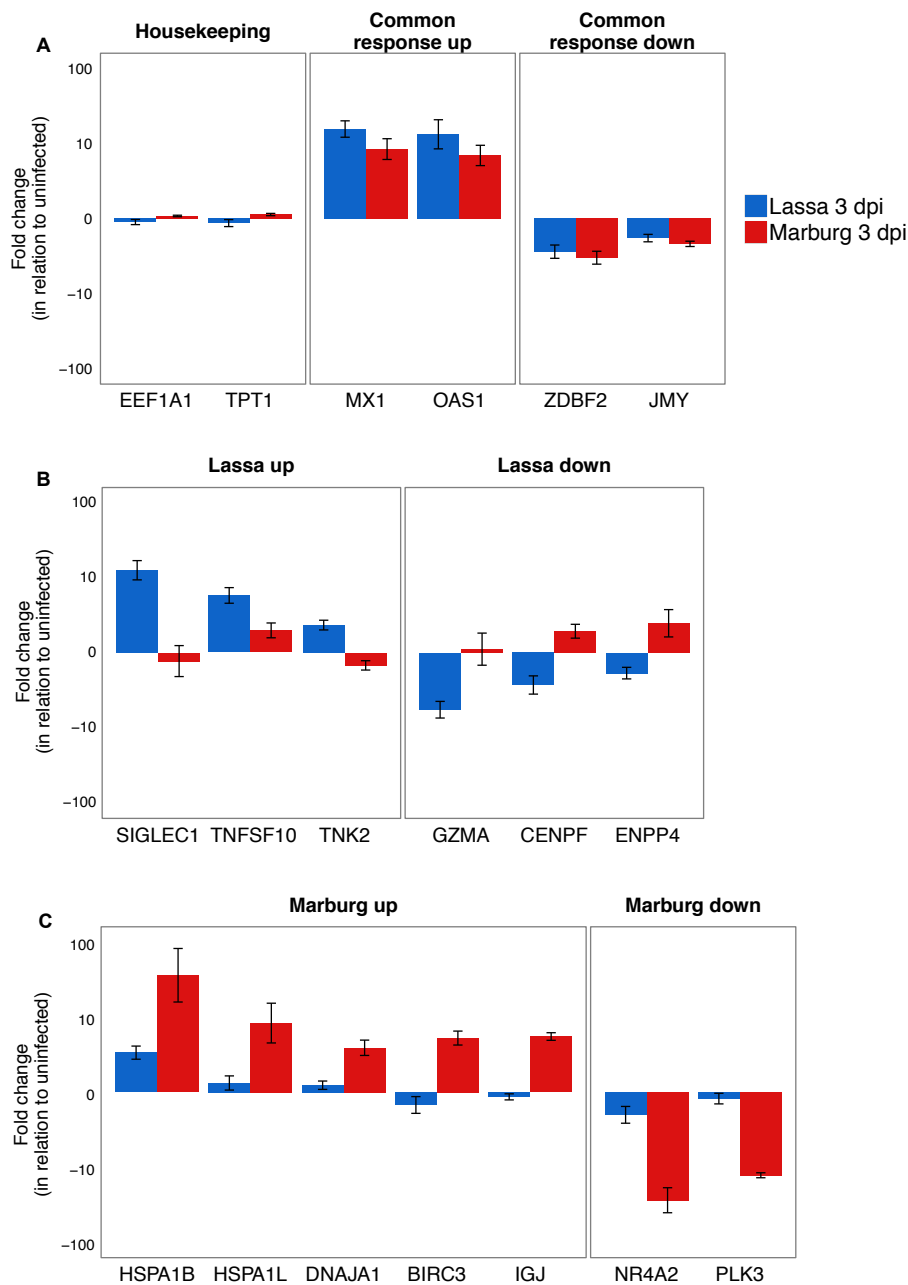 A
Housekeeping
Common
response up
Common
response down
Fold change
(in relation to uninfected)
100
10
0
−10
−100
EEF1A1 TPT1 MX1 OAS1 ZDBF2 JMY
Lassa 3 dpi
Marburg 3 dpi
B
Lassa up
Lassa down
Fold change
(in relation to uninfected)
100
10
0
−10
−100
SIGLEC1 TNFSF10 TNK2 GZMA CENPF ENPP4
C
Marburg up
Marburg down
Fold change
(in relation to uninfected)
100
10
0
−10
−100
HSPA1B HSPA1L DNAJA1 BIRC3 IGJ NR4A2 PLK3